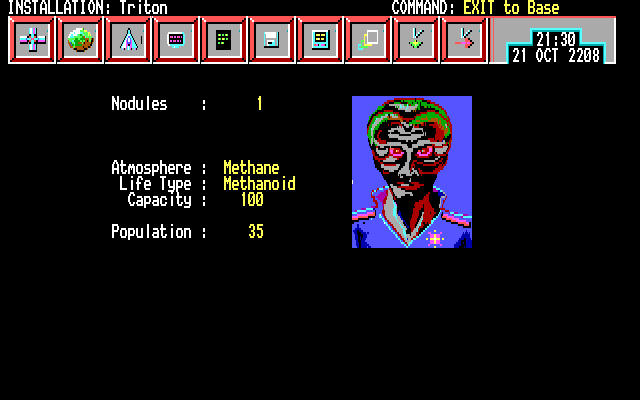 INSTALLATION: Triton COMMAND: EXIT to Base
21:30
21 OCT 2208
Nodules : 1
Atmosphere : Methane
Life Type : Methanoid
Capacity : 100
Population : 35